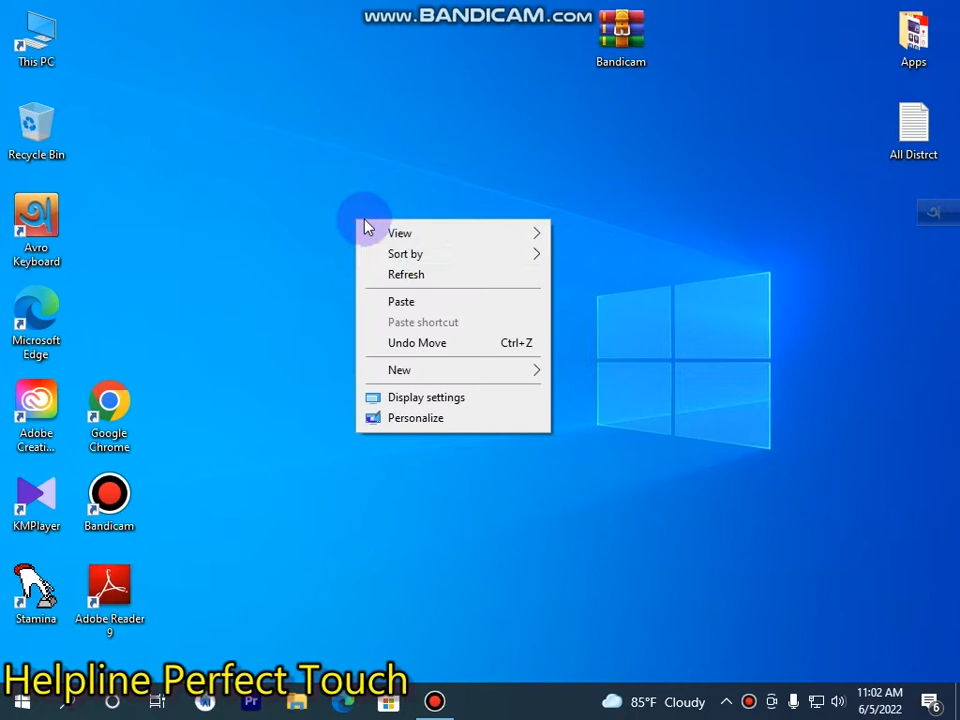 www.BANDICAM.com
This PC
Bandicam
Apps
Recycle Bin
All Distrct
অ
Avro
Keyboard
অ
View
Sort by
Refresh
Paste
Paste shortcut
Undo Move Ctrl+Z
New
Display settings
Personalize
Microsoft
Edge
Adobe
Creati...
Google
Chrome
KMPlayer
Bandicam
Stamina
Adobe Reader
9
Helpline Perfect Touch
Pr
85°F Cloudy
11:02 AM
6/5/2022
6